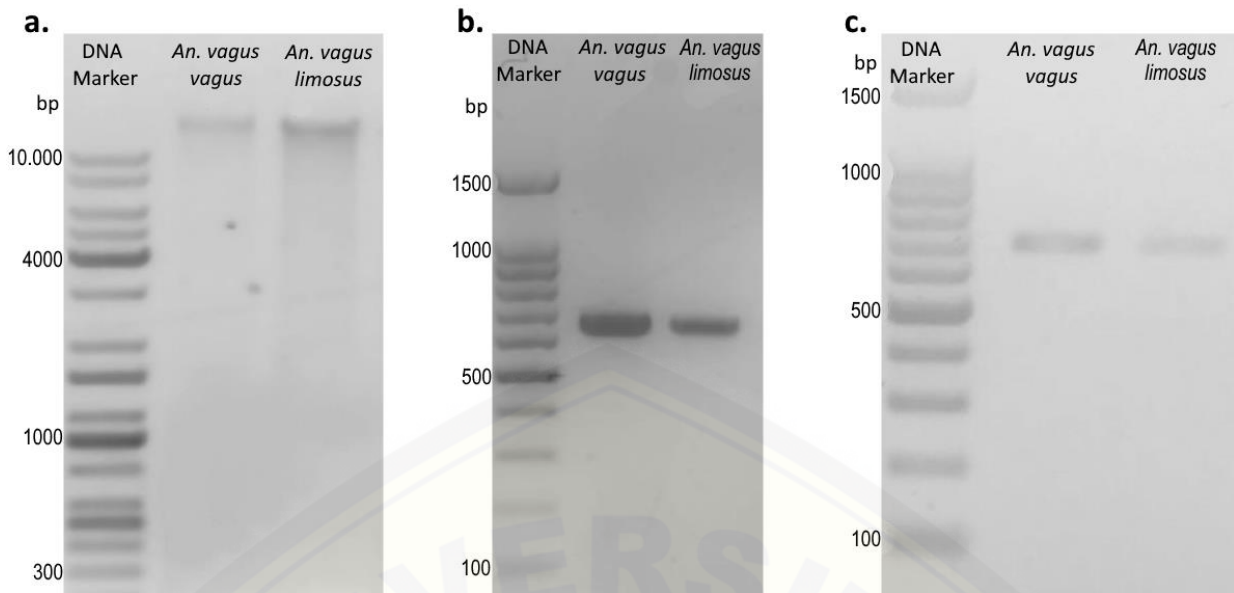 a.
DNA
Marker
An. vagus
vagus
An. vagus
limosus
bp
10.000
4000
1000
300
b.
DNA
Marker
An. vagus
vagus
An. vagus
limosus
bp
1500
1000
500
100
c.
DNA
Marker
An. vagus
vagus
An. vagus
limosus
bp
1500
1000
500
100
VERSI